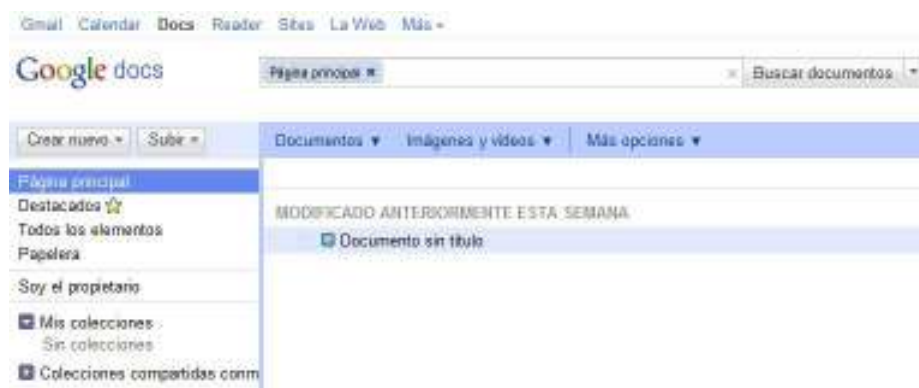 Gmail Calendar Docs Reader Sites La Web Más
Google docs
Página principal × × Buscar documentos
Crear nuevo Subir
Documentos Imágenes y vídeos Más opciones
Página principal
Destacados
Todos los elementos
Papelera
Soy el propietario
Mis colecciones
Sin colecciones
Colecciones compartidas conm
MODIFICADO ANTERIORMENTE ESTA SEMANA
Documento sin título